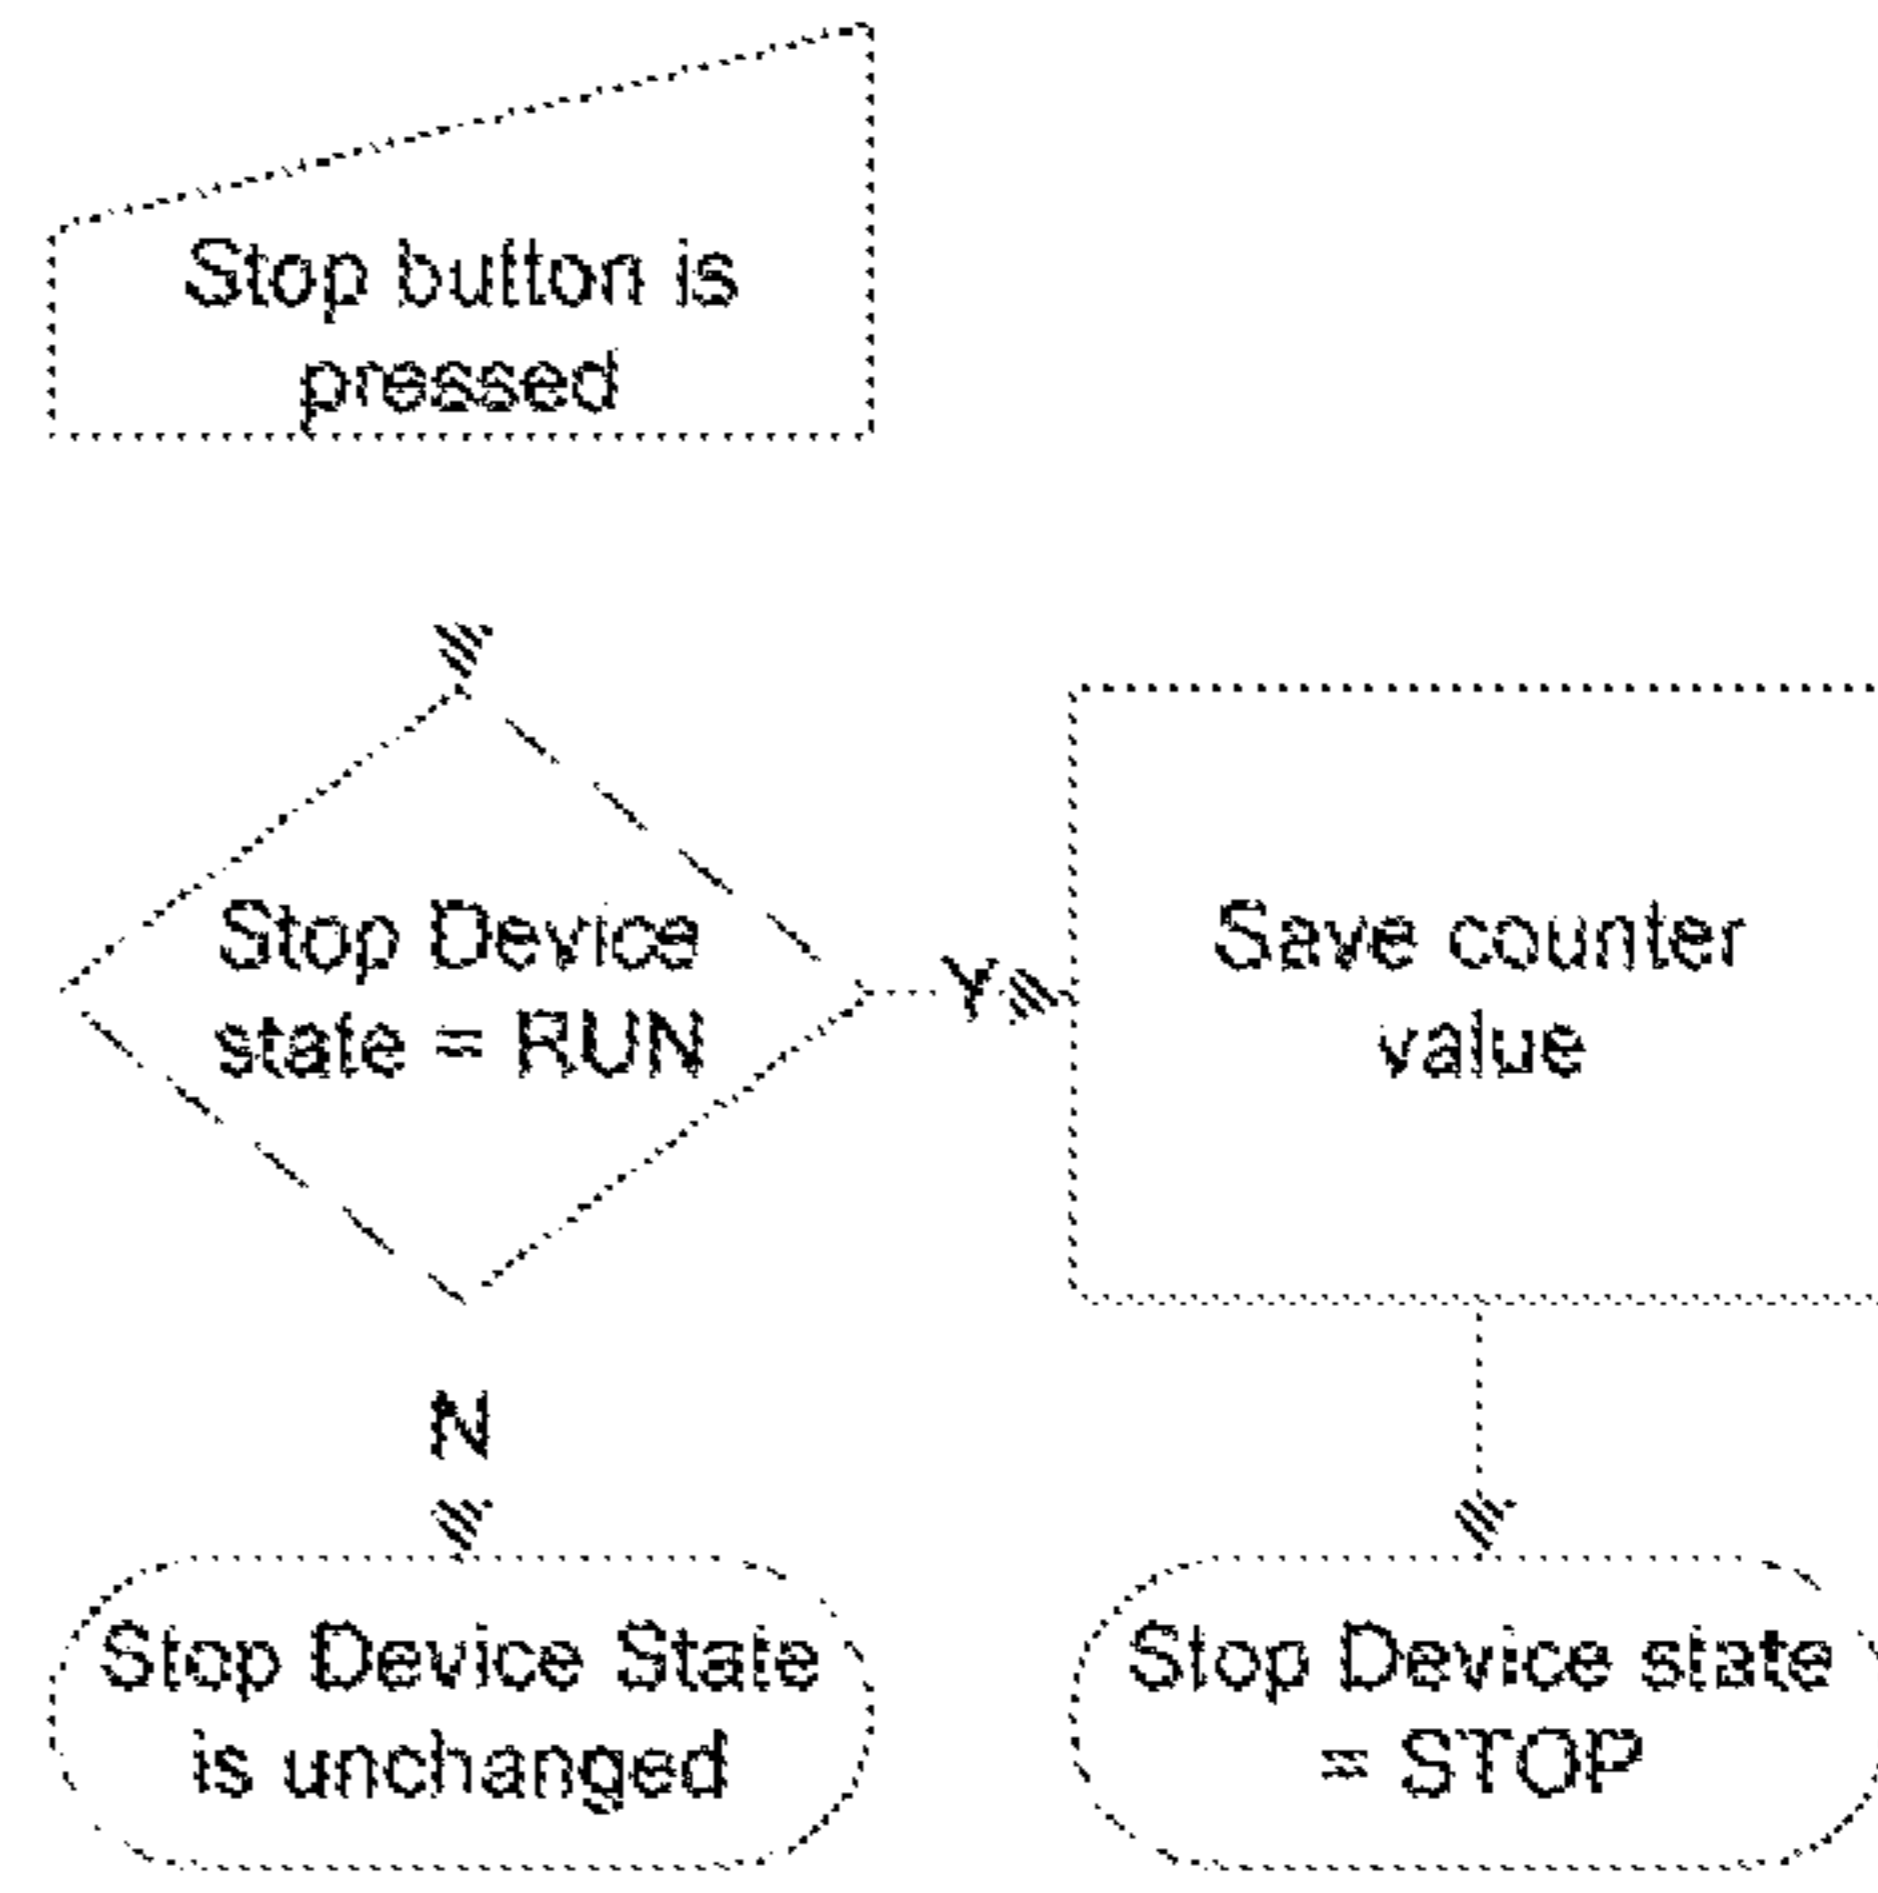 Stop button is
pressed
Stop Device
state = RUN
Y
Save counter
value
N
Stop Device State
is unchanged
Stop Device state
= STOP